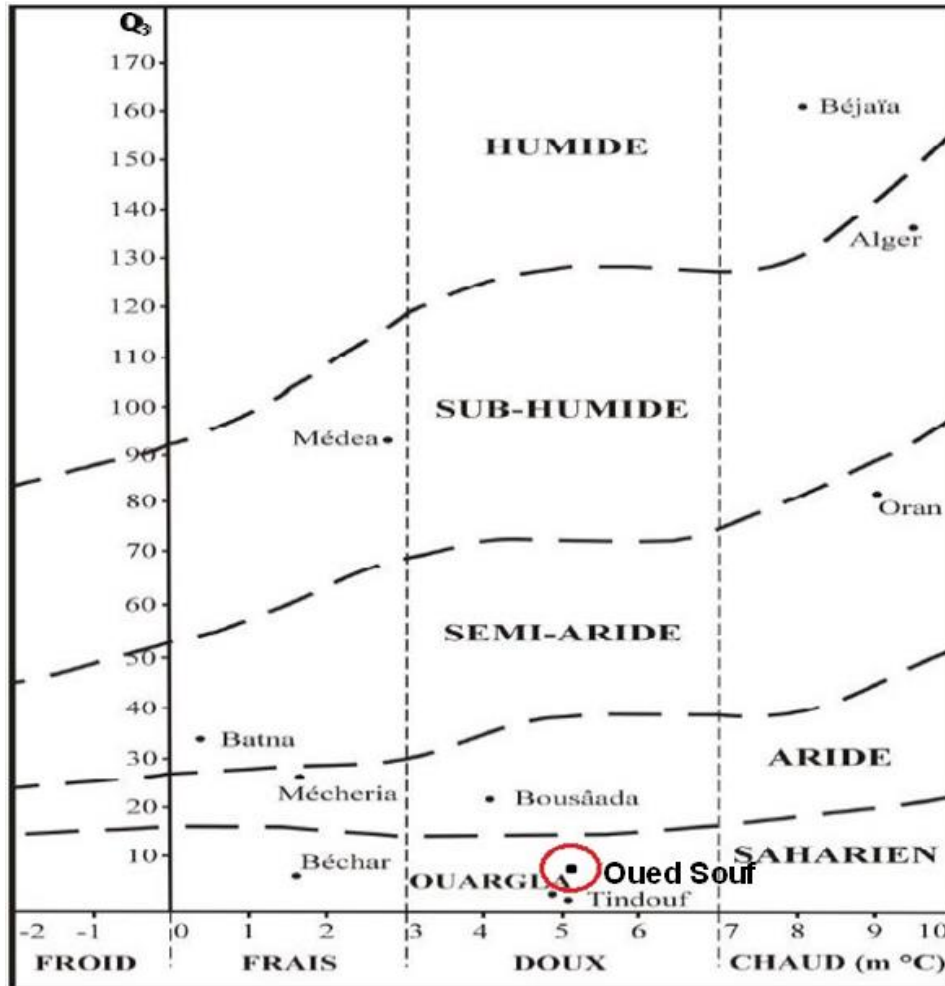 Q₃
170
160
150
140
130
120
110
100
90
80
70
60
50
40
30
20
10
Béjaïa
HUMIDE
Alger
SUB-HUMIDE
Médea
Oran
SEMI-ARIDE
Batna
ARIDE
Mécheria
Bousâada
SAHARIEN
Béchar
OUARGLA
Oued Souf
Tindouf
-2 -1 0 1 2 3 4 5 6 7 8 9 10
FROID FRAIS DOUX CHAUD (m °C)